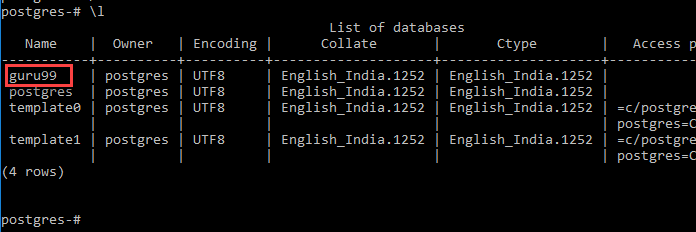 postgres-# \l
List of databases
Name | Owner | Encoding | Collate | Ctype | Access p
guru99 | postgres | UTF8 | English_India.1252 | English_India.1252 |
postgres | postgres | UTF8 | English_India.1252 | English_India.1252 |
template0 | postgres | UTF8 | English_India.1252 | English_India.1252 | =c/postgre
| | | | | postgres=C
template1 | postgres | UTF8 | English_India.1252 | English_India.1252 | =c/postgre
| | | | | postgres=C
(4 rows)
postgres-#